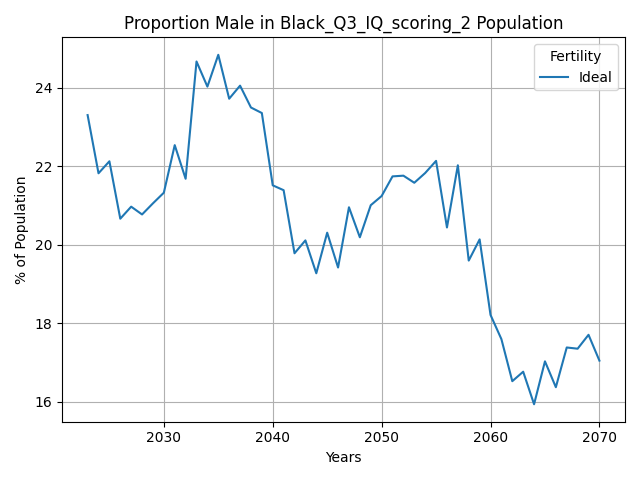 Proportion Male in Black_Q3_IQ_scoring_2 Population
Fertility
Ideal
% of Population
24
22
20
18
16
2030 2040 2050 2060 2070
Years